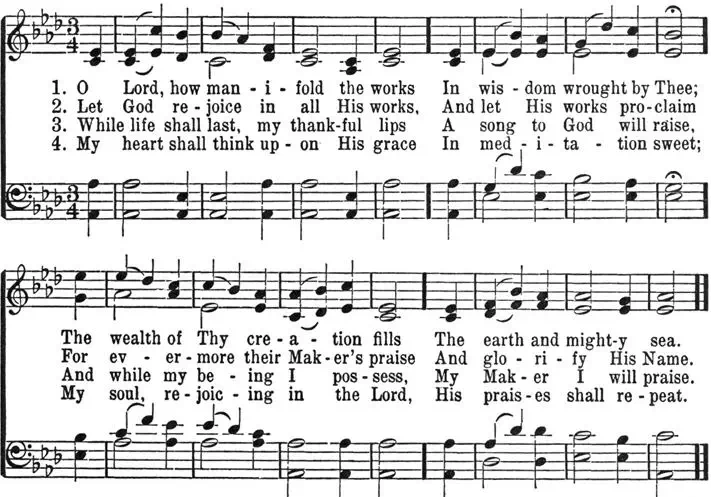 3
4
1. O Lord, how man - i - fold the works In wis - dom wrought by Thee;
2. Let God re - joice in all His works, And let His works pro - claim
3. While life shall last, my thank - ful lips A song to God will raise,
4. My heart shall think up - on His grace In med - i - ta - tion sweet;
3
4
The wealth of Thy cre - a - tion fills The earth and might - y sea.
For ev - er - more their Mak - er's praise And glo - ri - fy His Name.
And while my be - ing I pos - sess, My Mak - er I will praise.
My soul, re - joic - ing in the Lord, His prais - es shall re - peat.